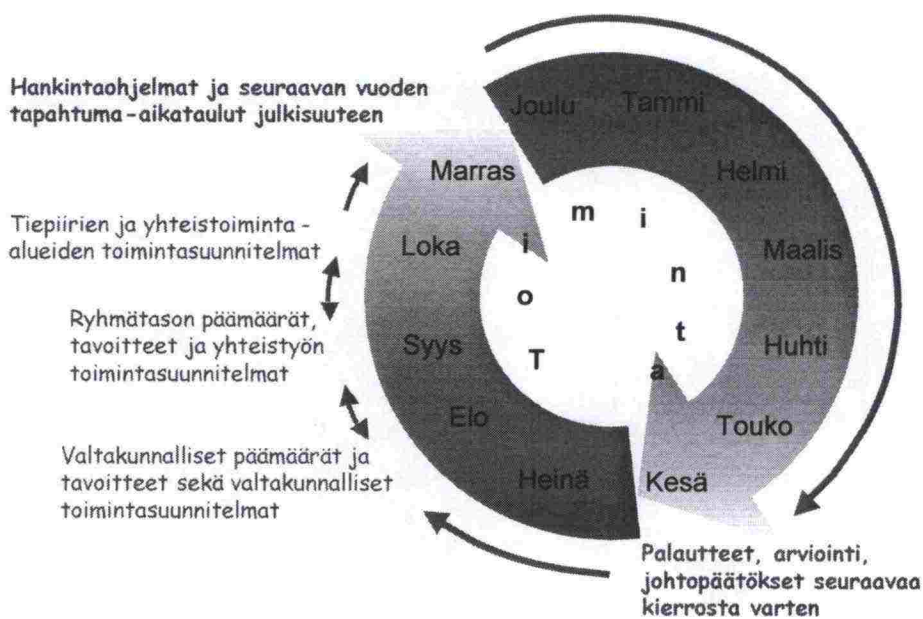 Hankintaohjelmat ja seuraavan vuoden
tapahtuma-aikataulut julkisuuteen
Tiepiirien ja yhteistoiminta-
alueiden toimintasuunnitelmat
Ryhmätason päämäärät,
tavoitteet ja yhteistyön
toimintasuunnitelmat
Valtakunnalliset päämäärät ja
tavoitteet sekä valtakunnalliset
toimintasuunnitelmat
Joulu
Tammi
Helmi
Maalis
Huhti
Touko
Kesä
Heinä
Elo
Syys
Loka
Marras
Toiminta
Palautteet, arviointi,
johtopäätökset seuraavaa
kierrosta varten